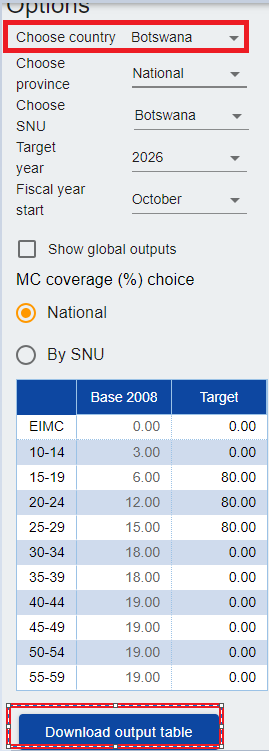 Options
Choose country Botswana
Choose province National
Choose SNU Botswana
Target year 2026
Fiscal year start October
Show global outputs
MC coverage (%) choice
National
By SNU
Base 2008 Target
EIMC 0.00 0.00
10-14 3.00 0.00
15-19 6.00 80.00
20-24 12.00 80.00
25-29 15.00 80.00
30-34 18.00 0.00
35-39 18.00 0.00
40-44 19.00 0.00
45-49 19.00 0.00
50-54 19.00 0.00
55-59 19.00 0.00
Download output table